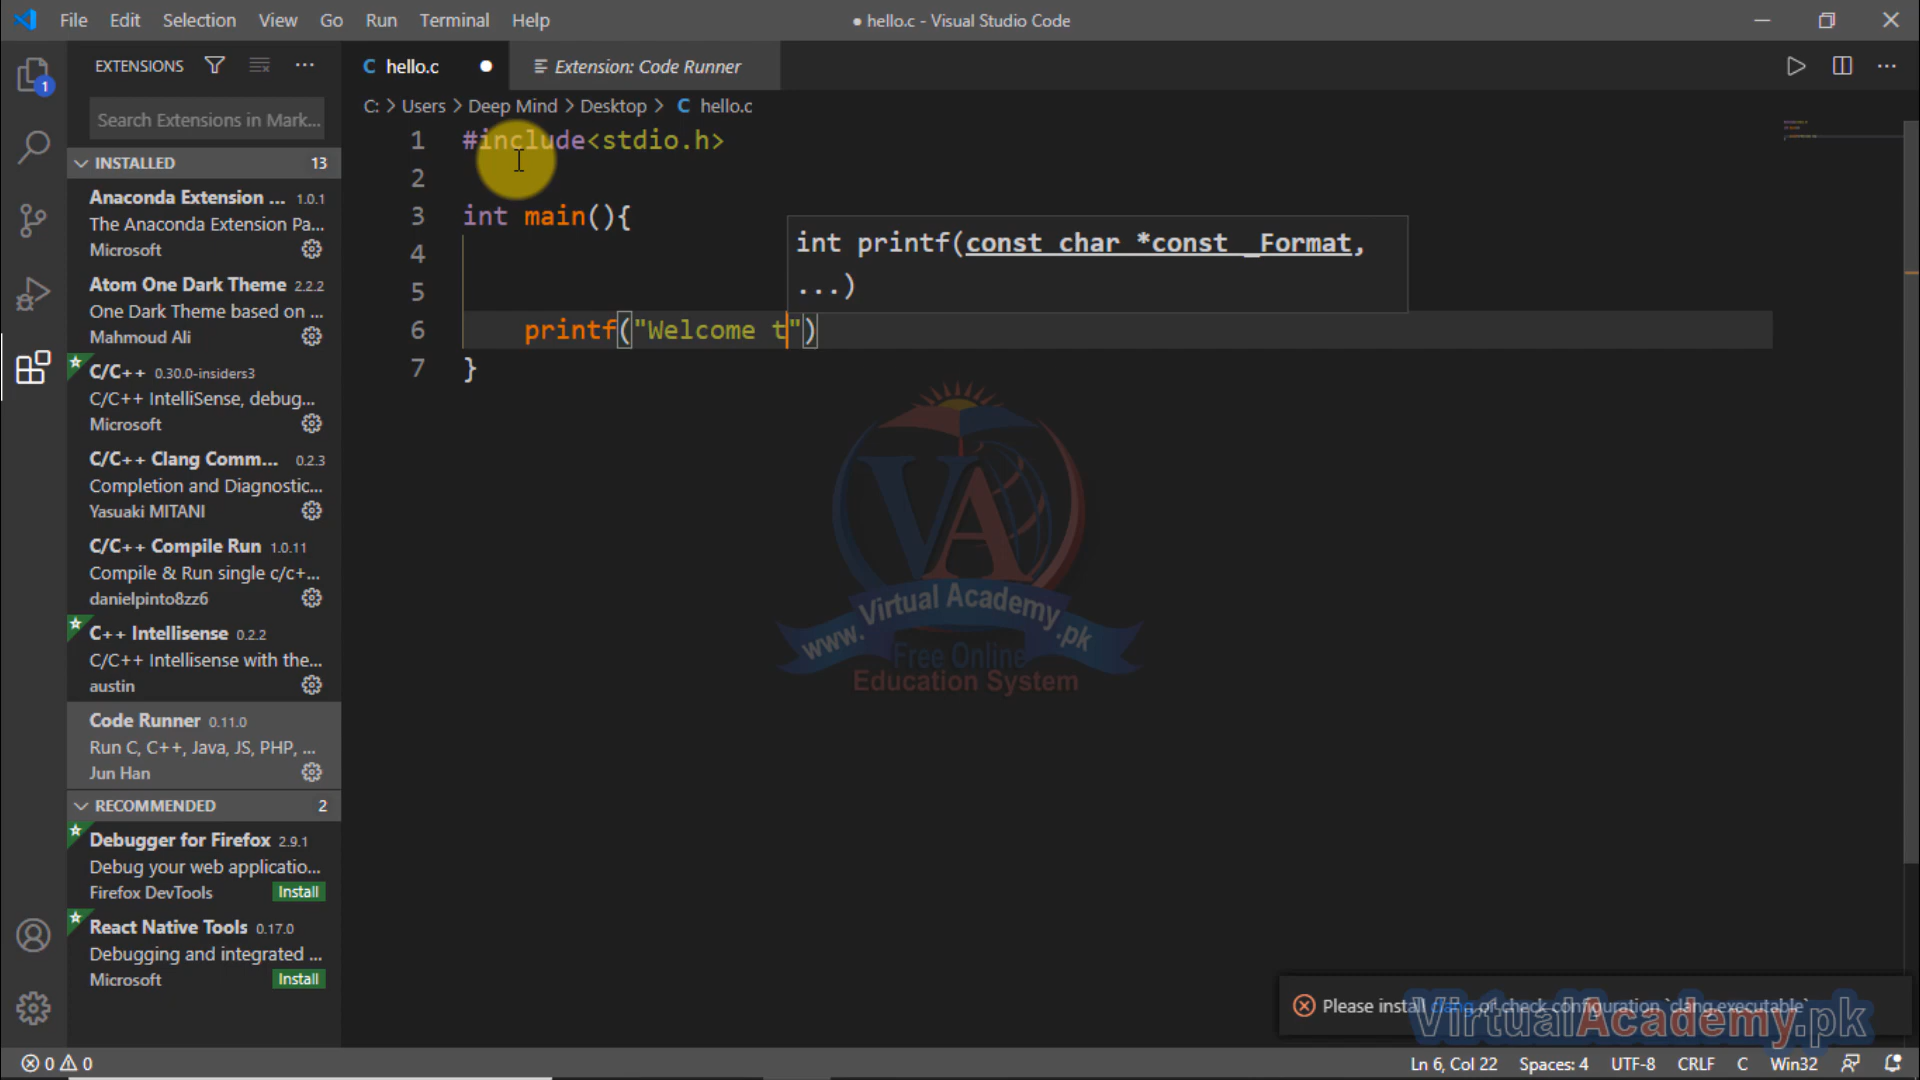 File Edit Selection View Go Run Terminal Help
● hello.c - Visual Studio Code
EXTENSIONS
hello.c
Extension: Code Runner
C: > Users > Deep Mind > Desktop > C hello.c
Search Extensions in Mark...
INSTALLED 13
Anaconda Extension ... 1.0.1
The Anaconda Extension Pa...
Microsoft
Atom One Dark Theme 2.2.2
One Dark Theme based on ...
Mahmoud Ali
C/C++ 0.30.0-insiders3
C/C++ IntelliSense, debug...
Microsoft
C/C++ Clang Comm... 0.2.3
Completion and Diagnostic...
Yasuaki MITANI
C/C++ Compile Run 1.0.11
Compile & Run single c/c+...
danielpinto8zz6
C++ Intellisense 0.2.2
C/C++ Intellisense with the...
austin
Code Runner 0.11.0
Run C, C++, Java, JS, PHP, ...
Jun Han
RECOMMENDED 2
Debugger for Firefox 2.9.1
Debug your web applicatio...
Firefox DevTools Install
React Native Tools 0.17.0
Debugging and integrated ...
Microsoft Install
1 #include<stdio.h>
2
3 int main(){
4
5
6 printf("Welcome t")
7 }
int printf(const char *const _Format,
...)
VA
www.Virtual Academy.pk
Free Online
Education System
Please install clang or check configuration `clang.executable`
VirtualAcademy.pk
0 0
Ln 6, Col 22 Spaces: 4 UTF-8 CRLF C Win32